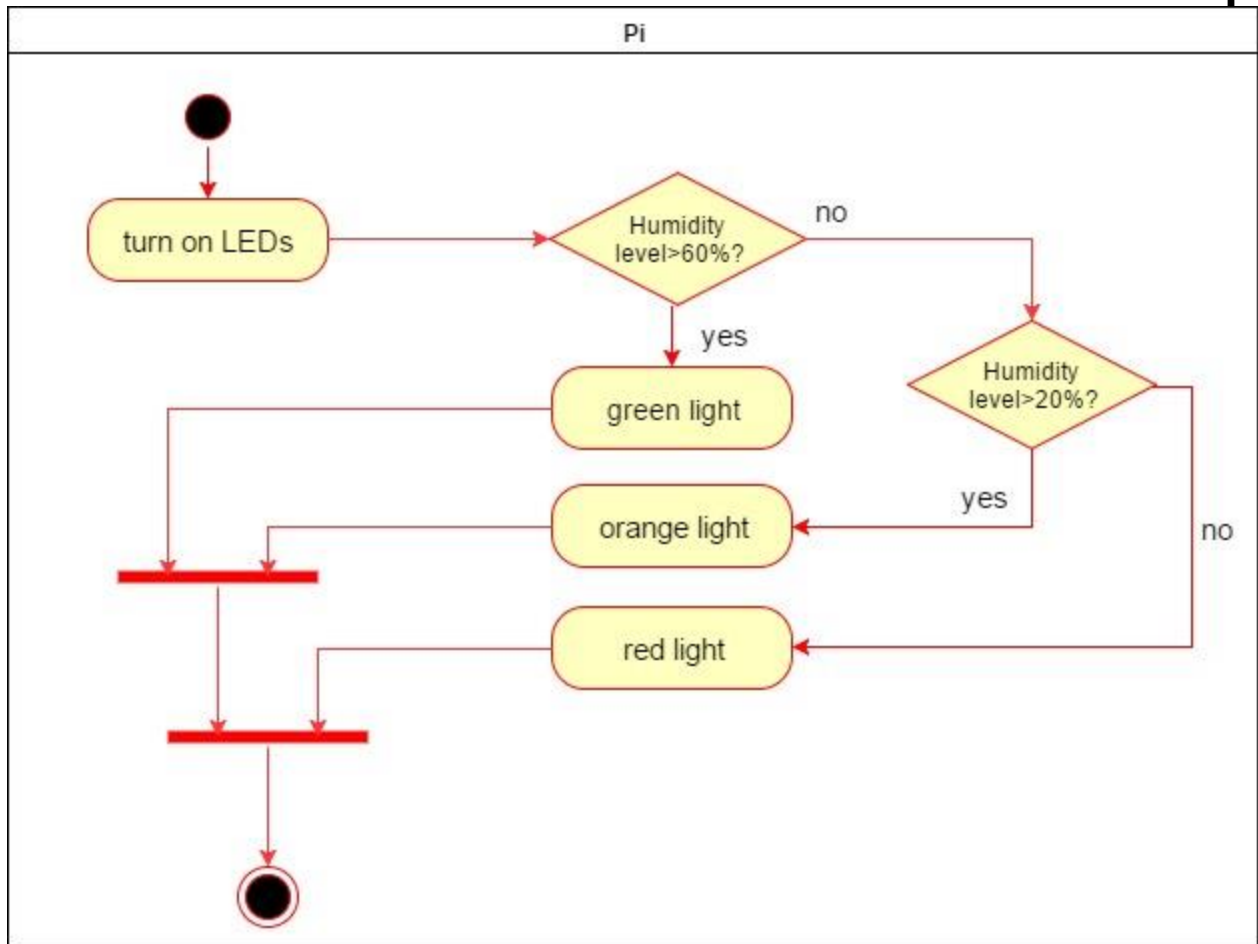 Pi
turn on LEDs
Humidity
level>60%?
no
yes
Humidity
level>20%?
green light
yes
orange light
no
red light